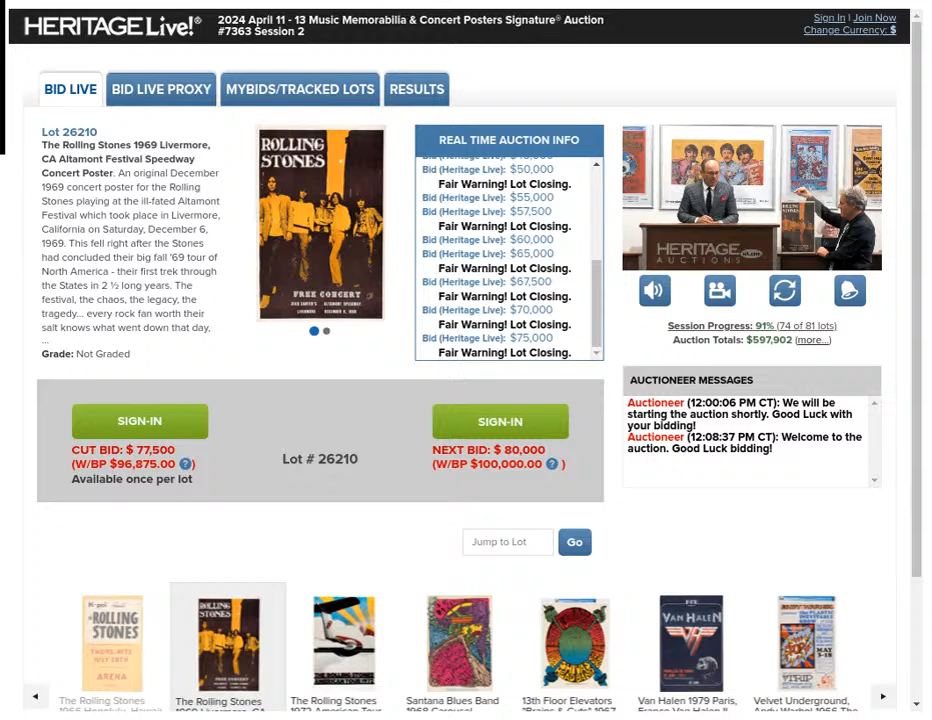 HERITAGE Live!®
2024 April 11 - 13 Music Memorabilia & Concert Posters Signature® Auction
#7363 Session 2
Sign In | Join Now
Change Currency: $
BID LIVE
BID LIVE PROXY
MYBIDS/TRACKED LOTS
RESULTS
Lot 26210
The Rolling Stones 1969 Livermore,
CA Altamont Festival Speedway
Concert Poster. An original December
1969 concert poster for the Rolling
Stones playing at the ill-fated Altamont
Festival which took place in Livermore,
California on Saturday, December 6,
1969. This fell right after the Stones
had concluded their big fall '69 tour of
North America - their first trek through
the States in 2 ½ long years. The
festival, the chaos, the legacy, the
tragedy... every rock fan worth their
salt knows what went down that day,
...
Grade: Not Graded
ROLLING
STONES
FREE CONCERT
REAL TIME AUCTION INFO
Bid (Heritage Live): $50,000
Fair Warning! Lot Closing.
Bid (Heritage Live): $55,000
Bid (Heritage Live): $57,500
Fair Warning! Lot Closing.
Bid (Heritage Live): $60,000
Bid (Heritage Live): $65,000
Fair Warning! Lot Closing.
Bid (Heritage Live): $67,500
Fair Warning! Lot Closing.
Bid (Heritage Live): $70,000
Fair Warning! Lot Closing.
Bid (Heritage Live): $75,000
Fair Warning! Lot Closing.
HERITAGE
AUCTIONS
Session Progress: 91% (74 of 81 lots)
Auction Totals: $597,902 (more...)
AUCTIONEER MESSAGES
Auctioneer (12:00:06 PM CT): We will be
starting the auction shortly. Good Luck with
your bidding!
Auctioneer (12:08:37 PM CT): Welcome to the
auction. Good Luck bidding!
SIGN-IN
CUT BID: $ 77,500
(W/BP $96,875.00 ? )
Available once per lot
Lot # 26210
SIGN-IN
NEXT BID: $ 80,000
(W/BP $100,000.00 ? )
Jump to Lot
Go
ROLLING
STONES
ARENA
ROLLING
STONES
VAN HALEN
MAY
TRIP
The Rolling Stones
The Rolling Stones
The Rolling Stones
Santana Blues Band
13th Floor Elevators
Van Halen 1979 Paris,
Velvet Underground,